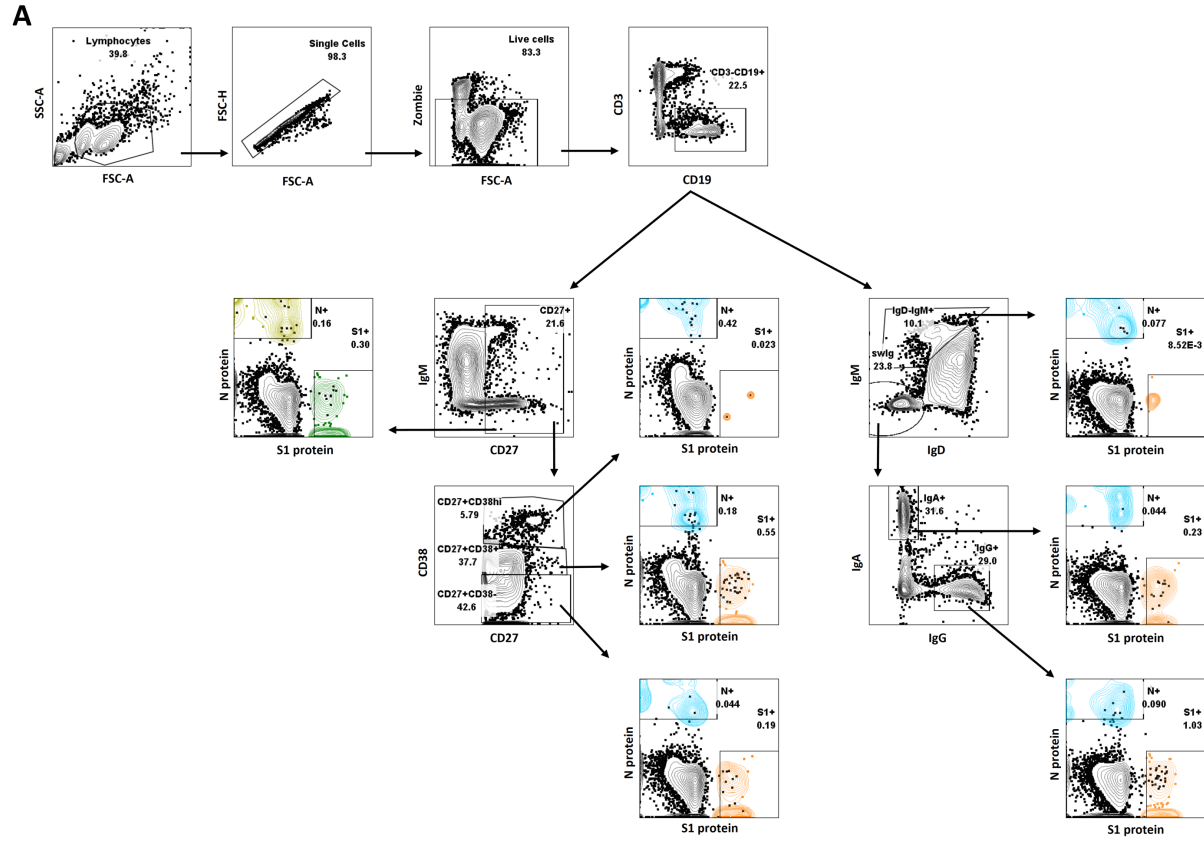 A
Lymphocytes
39.8
SSC-A
FSC-A
Single Cells
98.3
FSC-H
FSC-A
Live cells
83.3
Zombie
FSC-A
CD3-CD19+
22.5
CD3
CD19
N+
0.16
S1+
0.30
N protein
S1 protein
CD27+
21.6
IgM
CD27
N+
0.42
S1+
0.023
N protein
S1 protein
IgD-IgM+
10.1
swIg
23.8
IgM
IgD
N+
0.077
S1+
8.52E-3
N protein
S1 protein
CD27+CD38hi
5.79
CD27+CD38+
37.7
CD27+CD38-
42.6
CD38
CD27
N+
0.18
S1+
0.55
N protein
S1 protein
IgA+
31.6
IgG+
29.0
IgA
IgG
N+
0.044
S1+
0.23
N protein
S1 protein
N+
0.044
S1+
0.19
N protein
S1 protein
N+
0.090
S1+
1.03
N protein
S1 protein